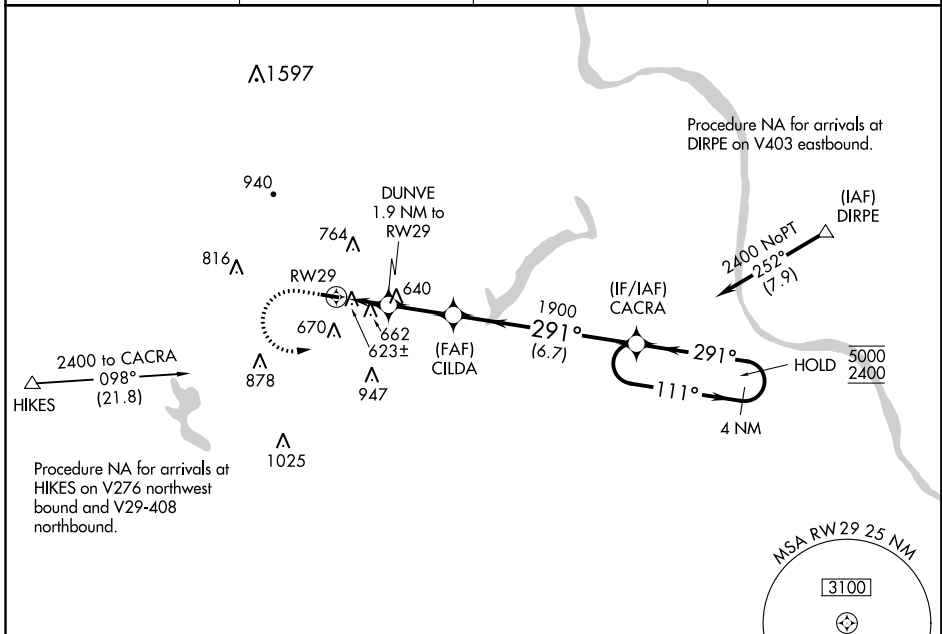 1597
Procedure NA for arrivals at
DIRPE on V403 eastbound.
940
DUNVE
1.9 NM to
RW29
(IAF)
DIRPE
764
816
2400 NoPT
252°
(7.9)
RW29
640
(IF/IAF)
CACRA
1900
291°
(6.7)
670
662
623±
(FAF)
CILDA
291°
HOLD
5000
2400
2400 to CACRA
098°
(21.8)
HIKES
878
947
111°
4 NM
1025
Procedure NA for arrivals at
HIKES on V276 northwest
bound and V29-408
northbound.
MSA RW29 25 NM
3100